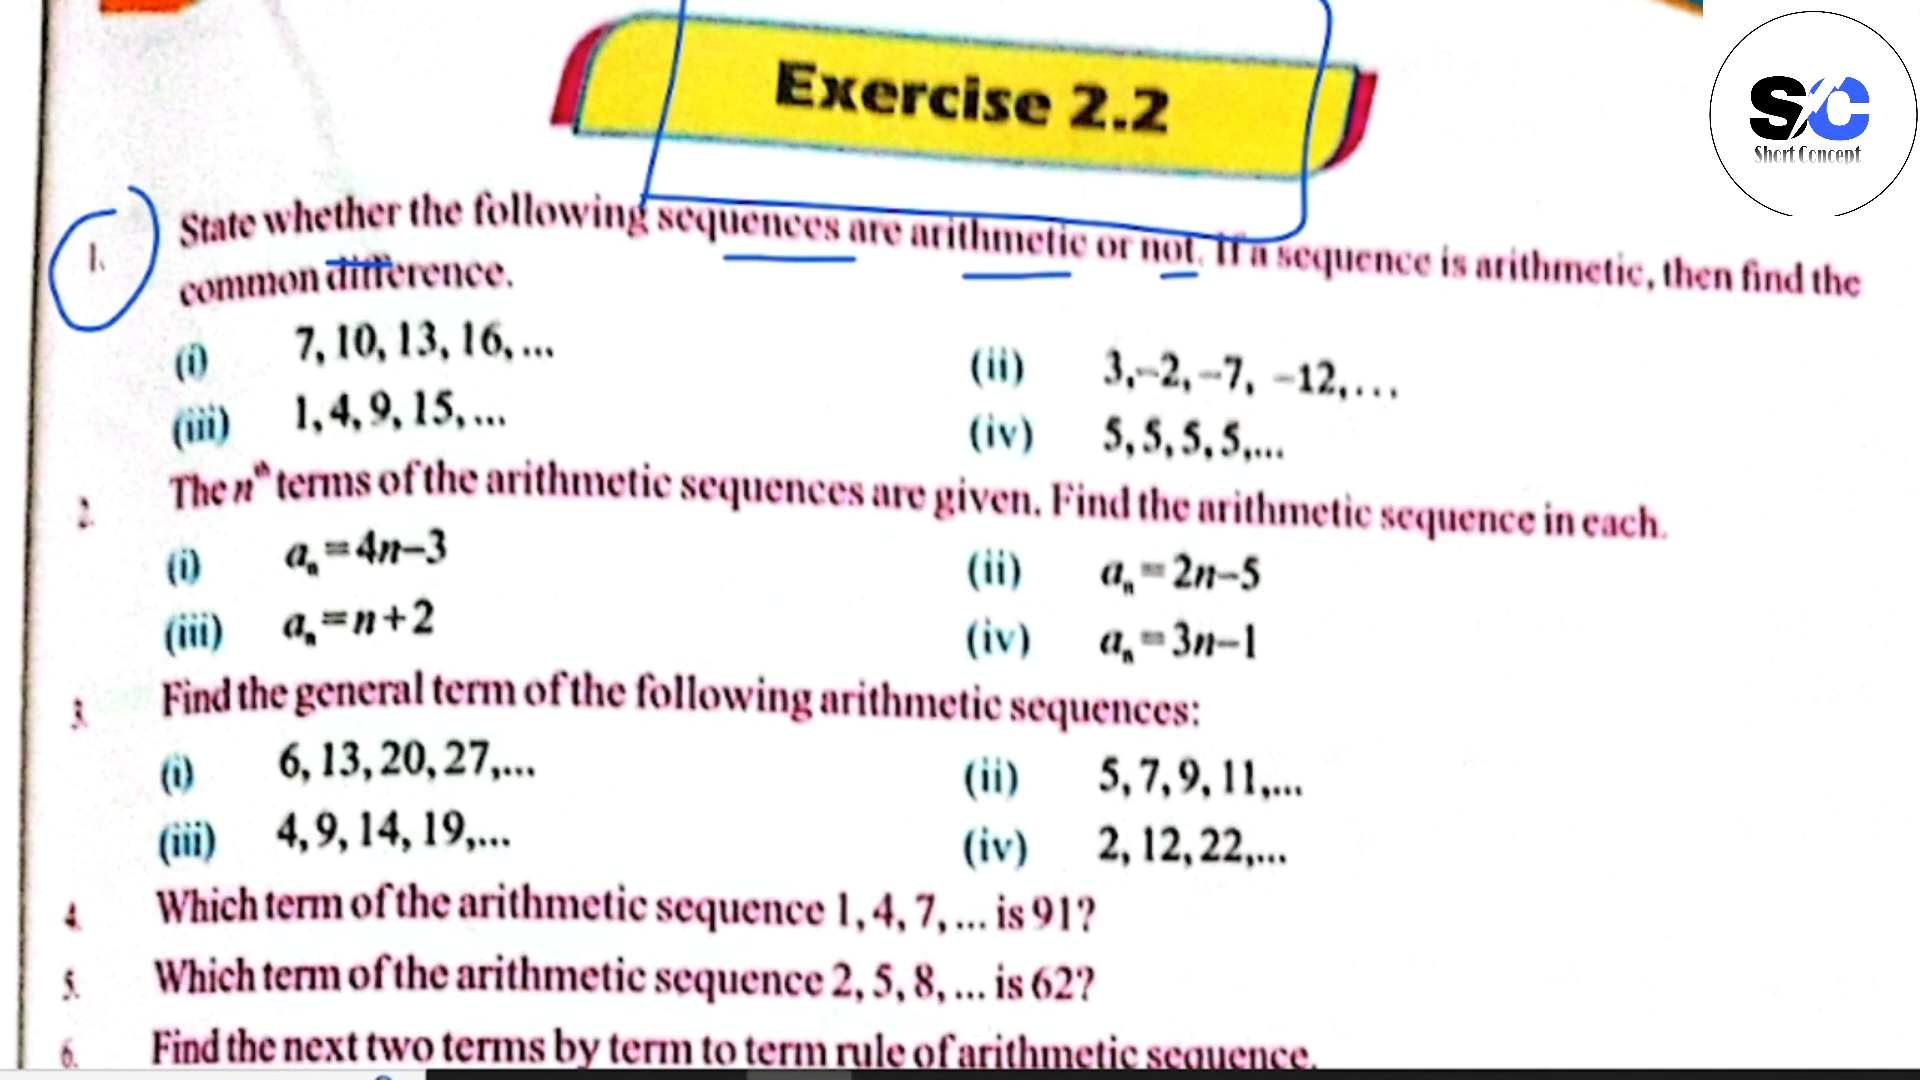 Exercise 2.2
SC
Short Concept
1. State whether the following sequences are arithmetic or not. If a sequence is arithmetic, then find the
common difference.
(i) 7, 10, 13, 16, ... (ii) 3, –2, –7, –12, ...
(iii) 1, 4, 9, 15, ... (iv) 5, 5, 5, 5,...
2. The nᵗʰ terms of the arithmetic sequences are given. Find the arithmetic sequence in each.
(i) aₙ = 4n–3 (ii) aₙ = 2n–5
(iii) aₙ = n+2 (iv) aₙ = 3n–1
3. Find the general term of the following arithmetic sequences:
(i) 6, 13, 20, 27,... (ii) 5, 7, 9, 11,...
(iii) 4, 9, 14, 19,... (iv) 2, 12, 22,...
4. Which term of the arithmetic sequence 1, 4, 7, ... is 91?
5. Which term of the arithmetic sequence 2, 5, 8, ... is 62?
6. Find the next two terms by term to term rule of arithmetic sequence.